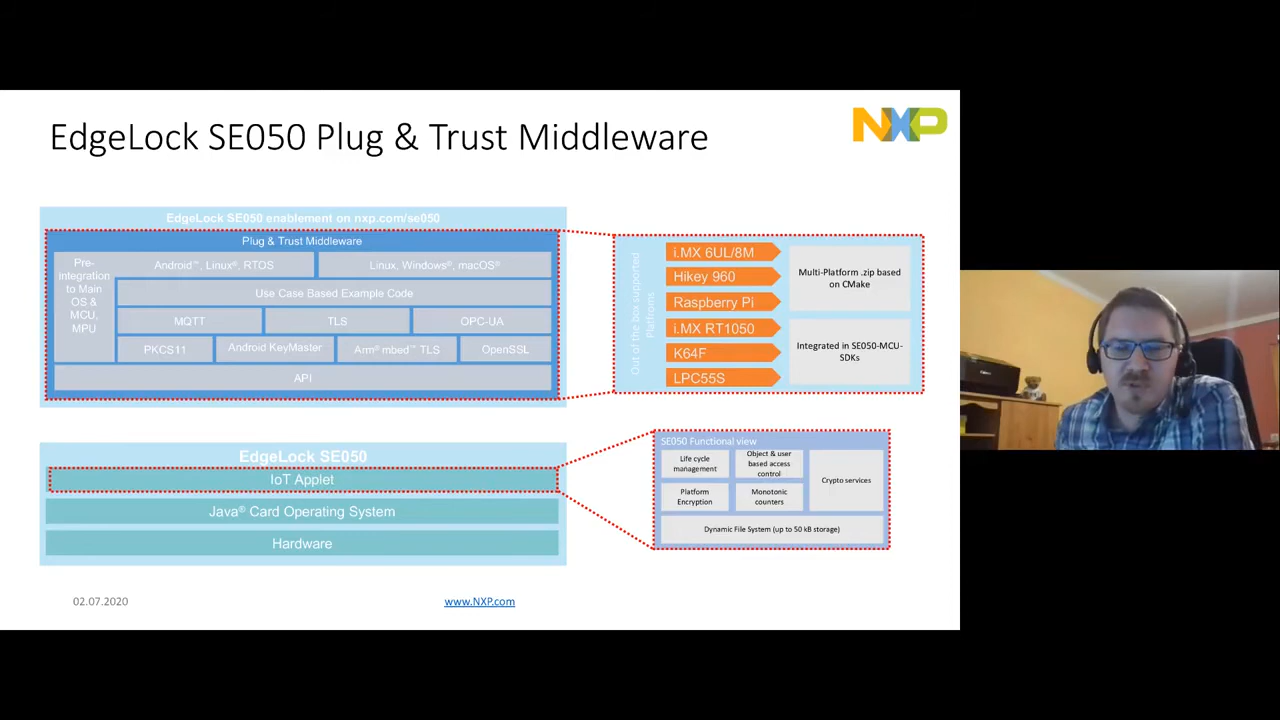 EdgeLock SE050 Plug & Trust Middleware
NXP
EdgeLock SE050 enablement on nxp.com/se050
Plug & Trust Middleware
Pre-
integration
to Main
OS &
MCU,
MPU
Android™, Linux®, RTOS
Linux, Windows®, macOS®
Use Case Based Example Code
MQTT
TLS
OPC-UA
PKCS11
Android KeyMaster
Arm® mbed™ TLS
OpenSSL
API
Out of the box supported
Platfroms
i.MX 6UL/8M
Hikey 960
Raspberry Pi
i.MX RT1050
K64F
LPC55S
Multi-Platform .zip based
on CMake
Integrated in SE050-MCU-
SDKs
EdgeLock SE050
IoT Applet
Java® Card Operating System
Hardware
SE050 Functional view
Life cycle
management
Object & user
based access
control
Crypto services
Platform
Encryption
Monotonic
counters
Dynamic File System (up to 50 kB storage)
02.07.2020
www.NXP.com